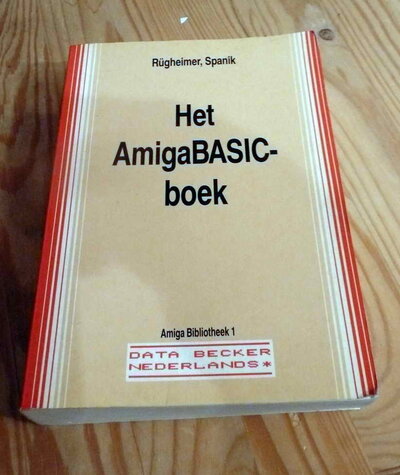 Rügheimer, Spanik
Het
AmigaBASIC-
boek
Amiga Bibliotheek 1
DATA BECKER
NEDERLANDS*